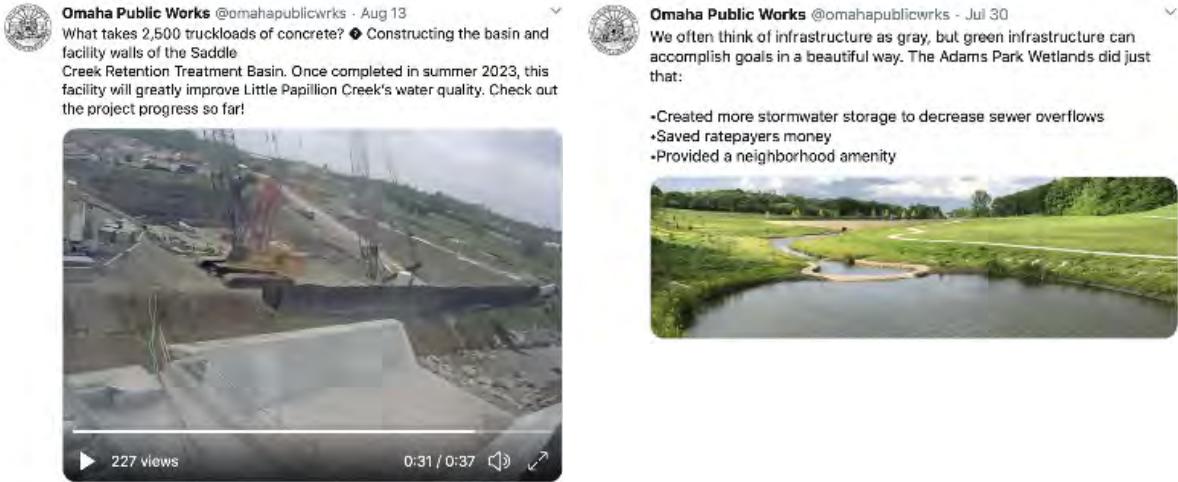 Omaha Public Works @omahapublicwrks · Aug 13
What takes 2,500 truckloads of concrete? � Constructing the basin and
facility walls of the Saddle
Creek Retention Treatment Basin. Once completed in summer 2023, this
facility will greatly improve Little Papillion Creek's water quality. Check out
the project progress so far!
227 views
0:31 / 0:37
Omaha Public Works @omahapublicwrks · Jul 30
We often think of infrastructure as gray, but green infrastructure can
accomplish goals in a beautiful way. The Adams Park Wetlands did just
that:
•Created more stormwater storage to decrease sewer overflows
•Saved ratepayers money
•Provided a neighborhood amenity